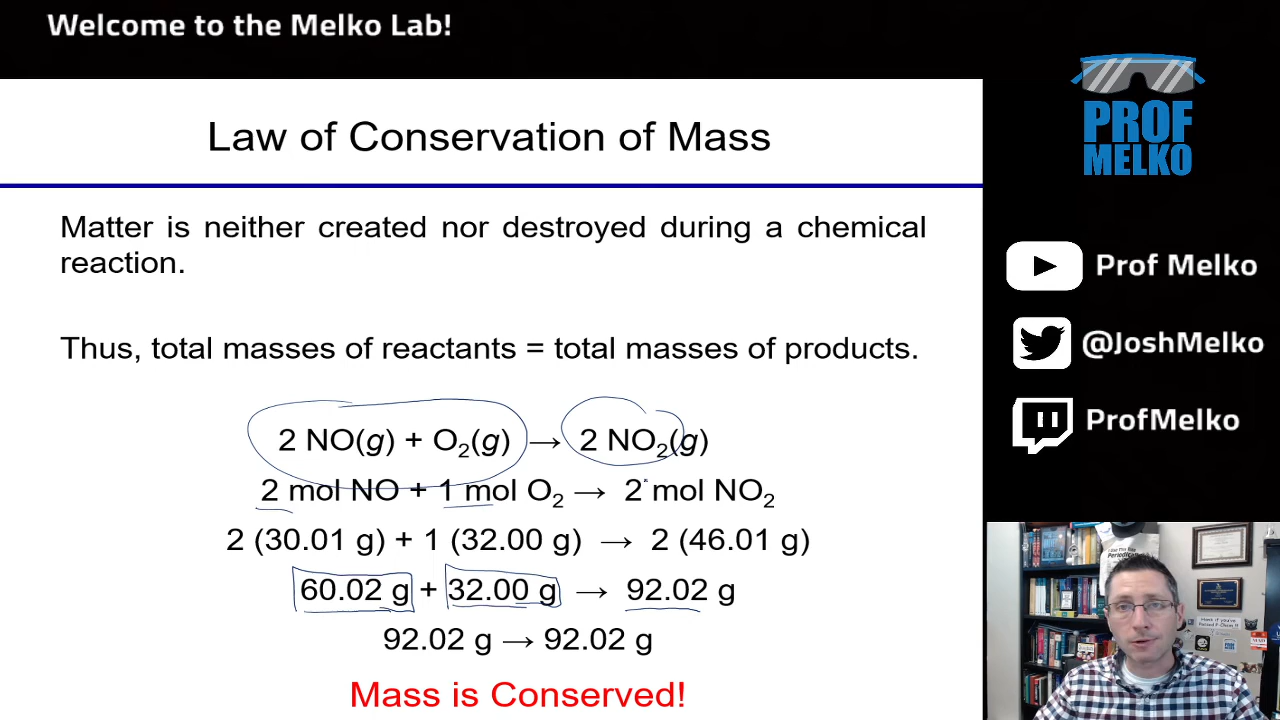 Welcome to the Melko Lab!
Law of Conservation of Mass
Matter is neither created nor destroyed during a chemical
reaction.
Thus, total masses of reactants = total masses of products.
2 NO(g) + O₂(g) → 2 NO₂(g)
2 mol NO + 1 mol O₂ → 2 mol NO₂
2 (30.01 g) + 1 (32.00 g) → 2 (46.01 g)
60.02 g + 32.00 g → 92.02 g
92.02 g → 92.02 g
Mass is Conserved!
PROF
MELKO
Prof Melko
@JoshMelko
ProfMelko